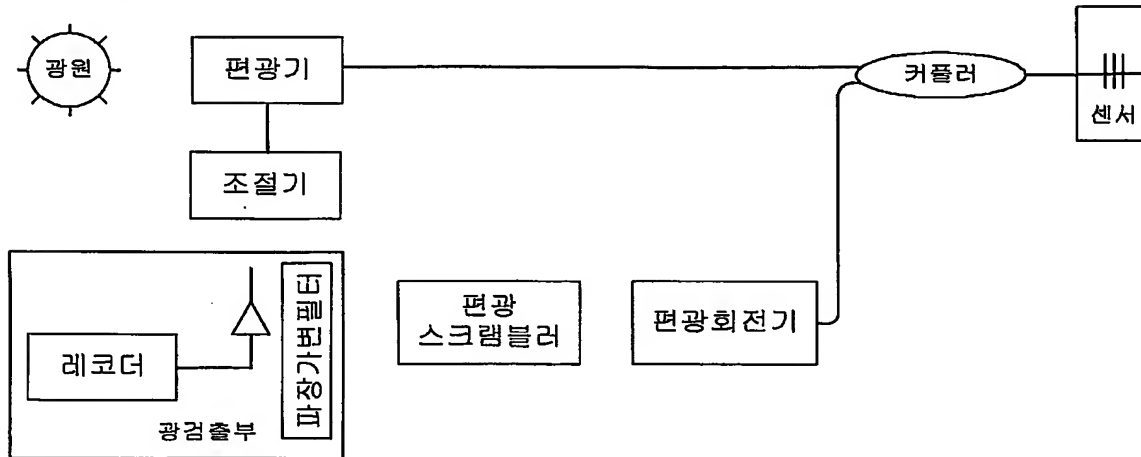 광원
편광기
커플러
센서
조절기
편광
스크램블러
편광회전기
파장가변필터
레코더
광검출부